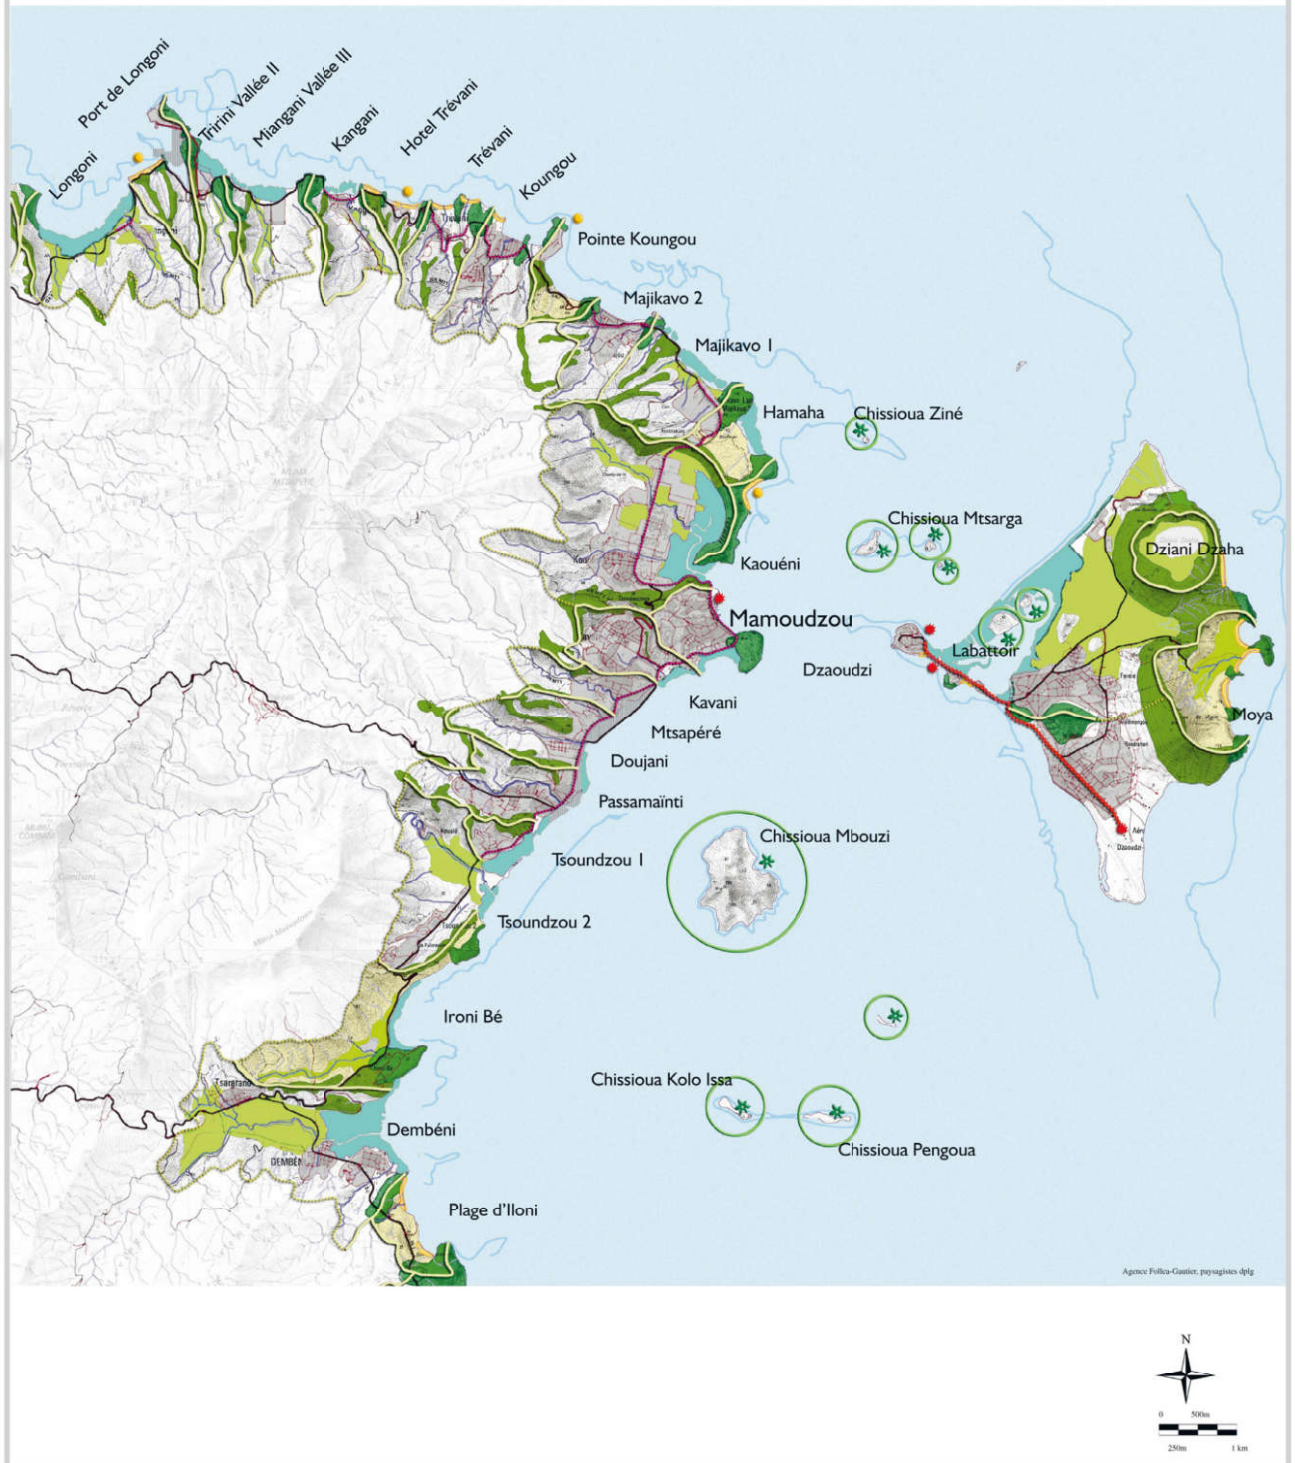 Port de Longoni
Tririni Vallée II
Miangani Vallée III
Kangani
Hotel Trévani
Trévani
Longoni
Koungou
Pointe Koungou
Majikavo 2
Majikavo 1
Hamaha
Chissioua Ziné
Chissioua Mtsarga
Dziani Dzaha
Kaouéni
Mamoudzou
Labattoir
Dzaoudzi
Kavani
Moya
Mtsapéré
Doujani
Passamaïnti
Chissioua Mbouzi
Dzaoudzi-
Tsoundzou 1
Tsoundzou 2
Ironi Bé
Chissioua Kolo Issa
Dembéni
Chissioua Pengoua
DEMBÉN
Plage d'Iloni
Agence Folléa-Gautier, paysagistes dplg
N
0 500m
250m 1 km